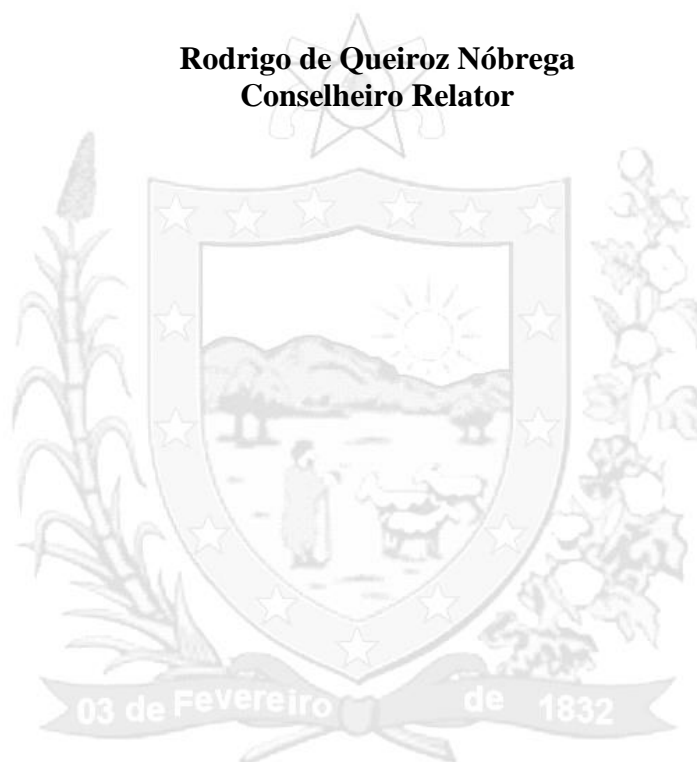 Rodrigo de Queiroz Nóbrega
Conselheiro Relator
03 de Fevereiro de 1832